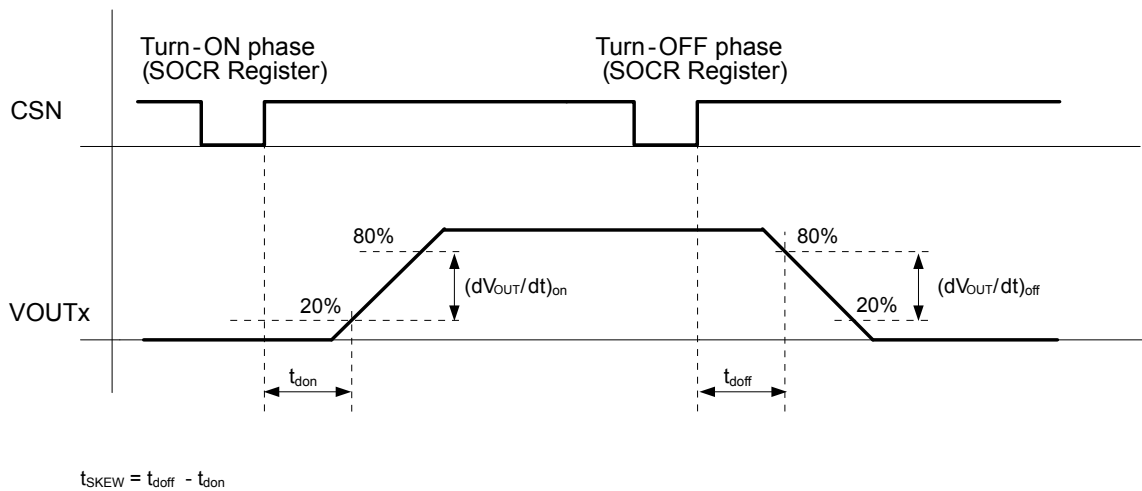 Turn-ON phase
(SOCR Register)
Turn-OFF phase
(SOCR Register)
CSN
80%
(dVOUT/dt)on
20%
VOUTx
80%
(dVOUT/dt)off
20%
tdon
tdoff
tSKEW = tdoff - tdon